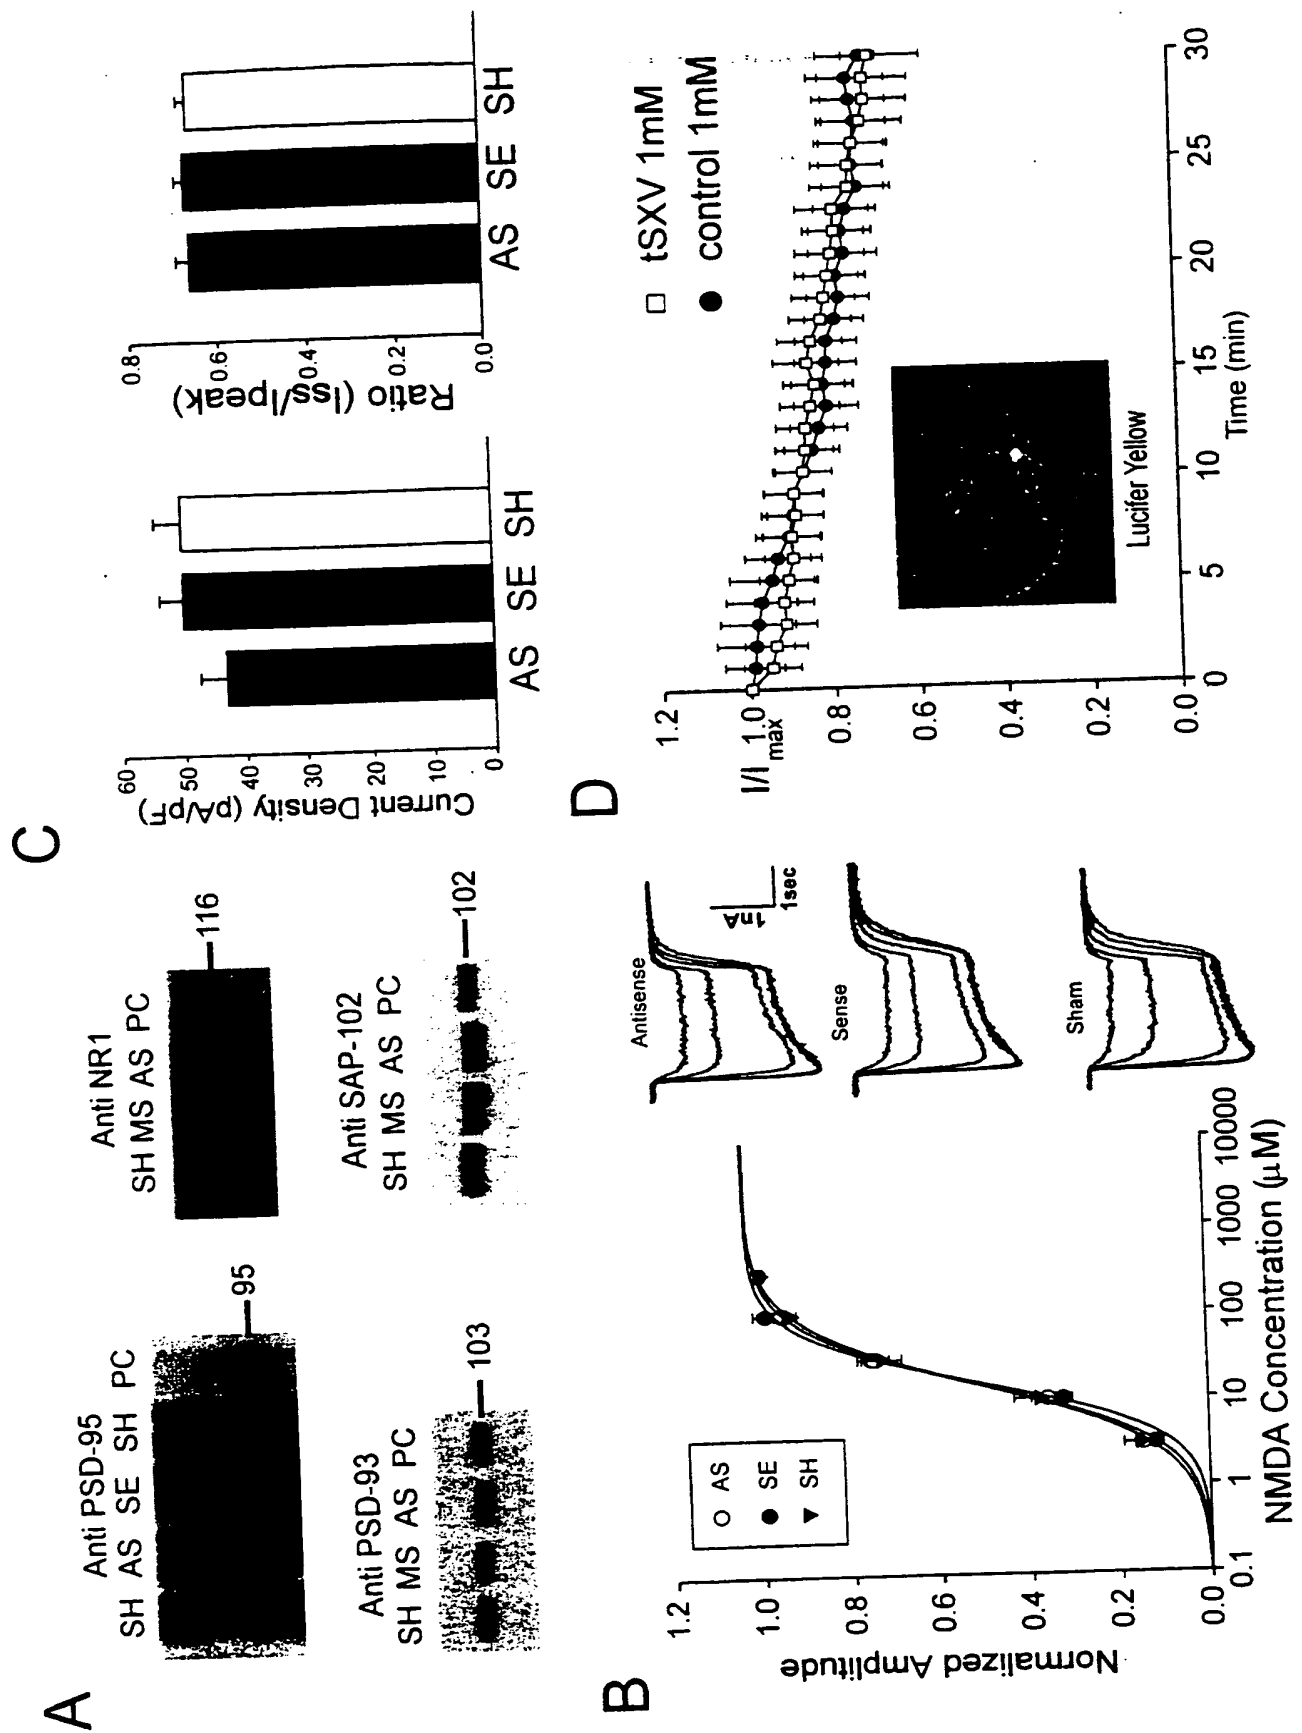 A
Anti PSD-95
SH AS SE SH PC
95
Anti NR1
SH MS AS PC
116
Anti PSD-93
SH MS AS PC
103
Anti SAP-102
SH MS AS PC
102
B
Normalized Amplitude
1.2
1.0
0.8
0.6
0.4
0.2
0.0
AS
SE
SH
0.1 1 10 100 1000 10000
NMDA Concentration (µM)
Antisense
1nA
1sec
Sense
Sham
C
Current Density (pA/pF)
60
50
40
30
20
10
0
AS SE SH
Ratio (Iss/Ipeak)
0.8
0.6
0.4
0.2
0.0
AS SE SH
D
I/Imax
1.2
1.0
0.8
0.6
0.4
0.2
0.0
tSXV 1mM
control 1mM
Lucifer Yellow
0 5 10 15 20 25 30
Time (min)